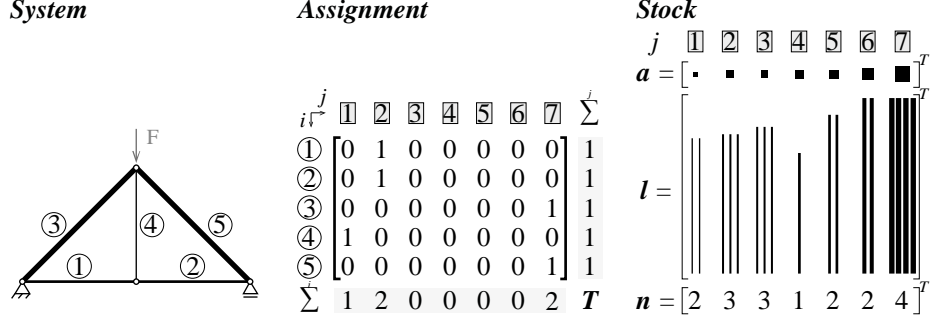 System
Assignment
Stock
j 1 2 3 4 5 6 7
a = [ ]T
F
3 4 5
1 2
j
i 1 2 3 4 5 6 7 j∑
1 0 1 0 0 0 0 0 1
2 0 1 0 0 0 0 0 1
3 0 0 0 0 0 0 1 1
4 1 0 0 0 0 0 0 1
5 0 0 0 0 0 0 1 1
i∑ 1 2 0 0 0 0 2 T
l = [ ]T
n = [2 3 3 1 2 2 4]T